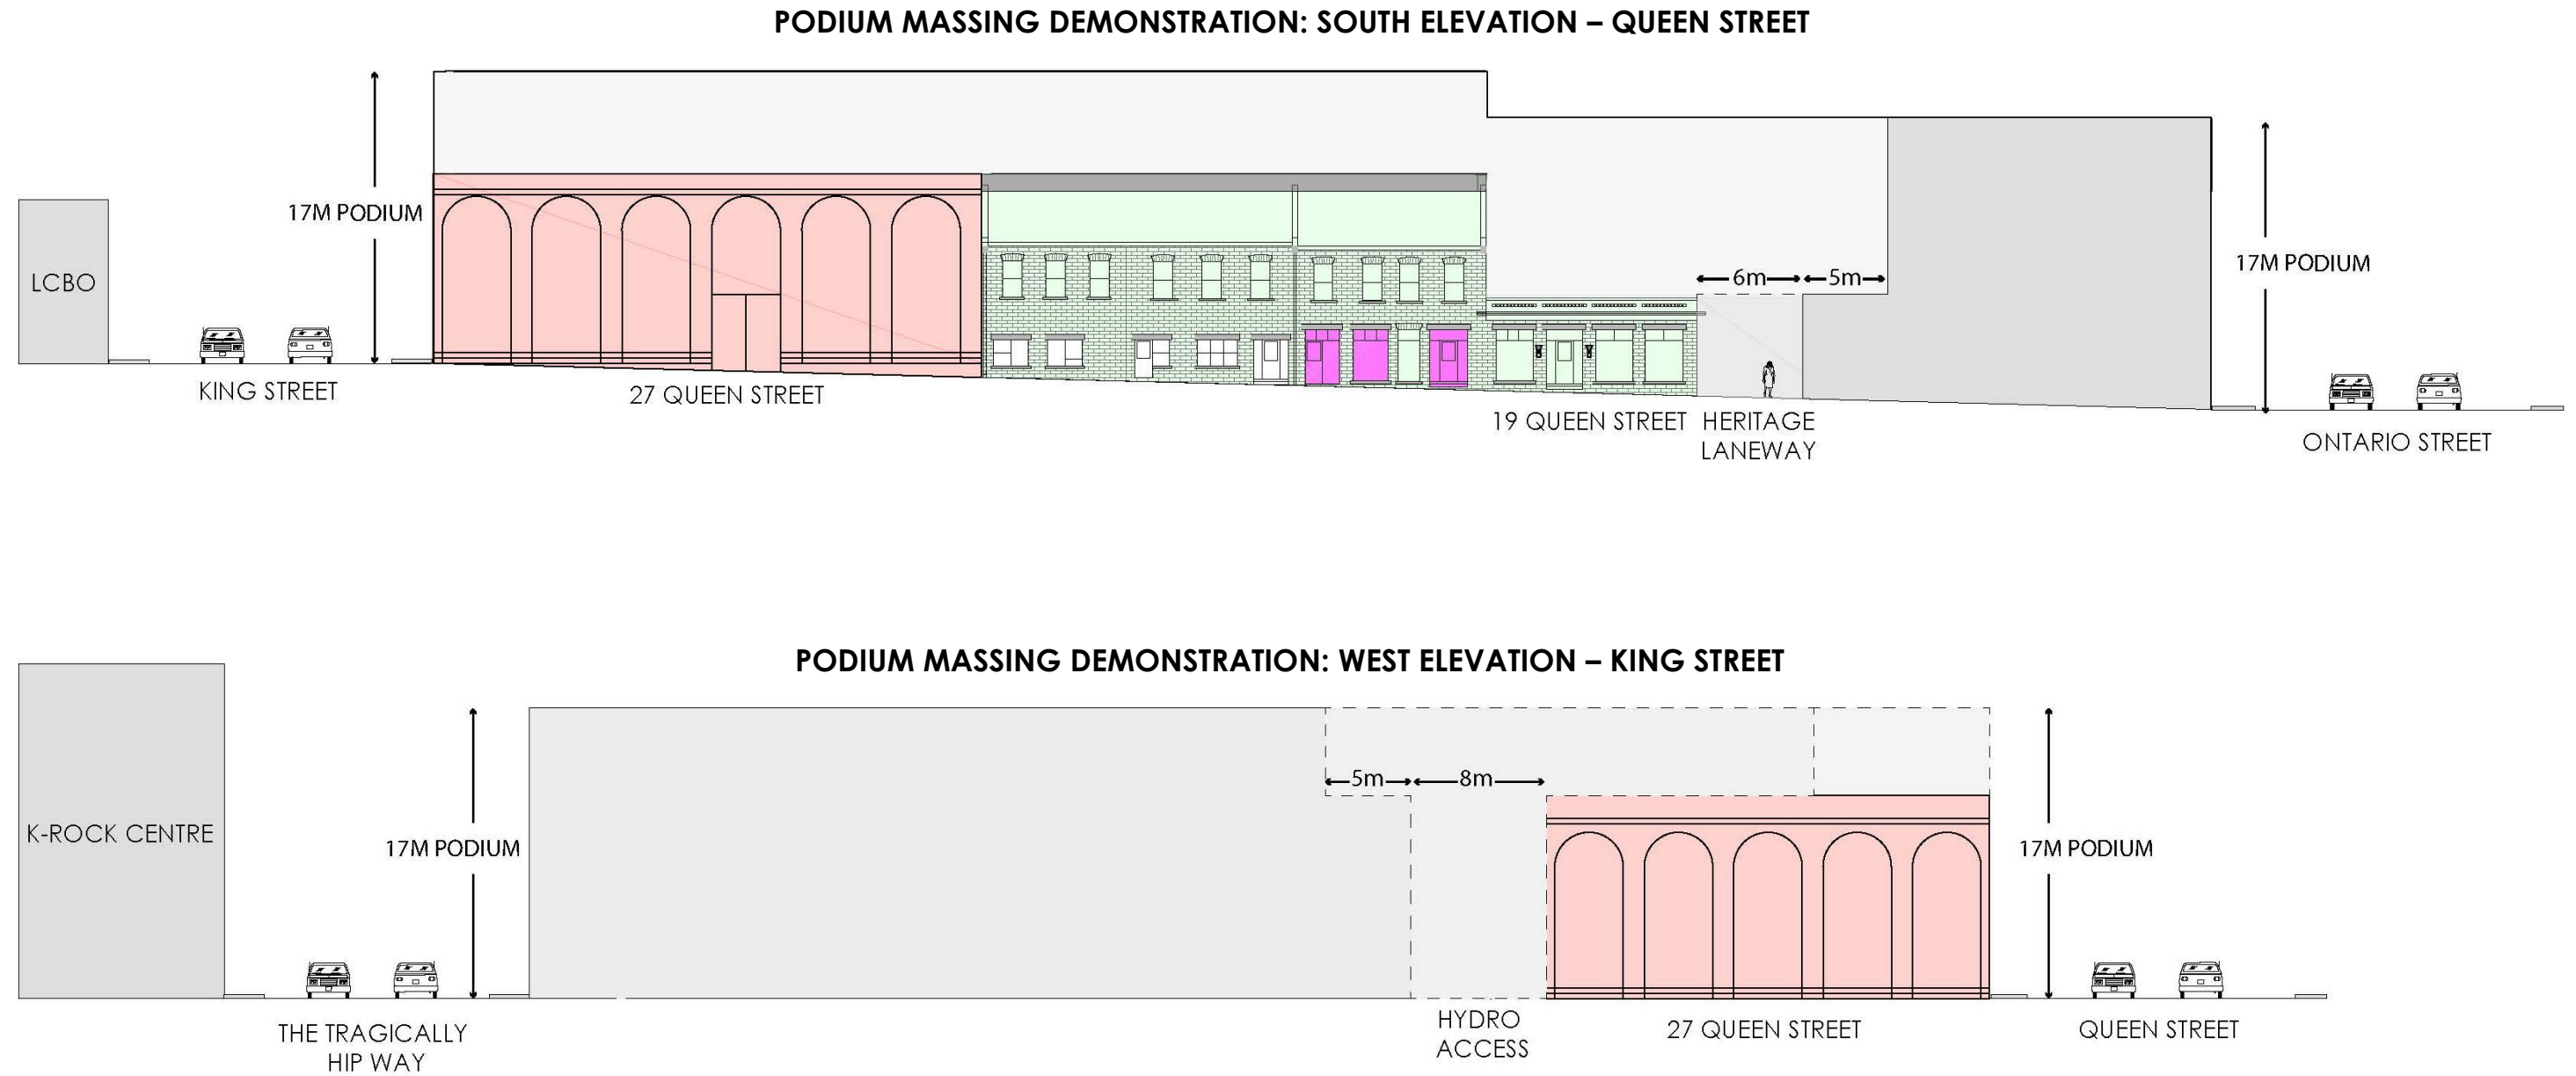 PODIUM MASSING DEMONSTRATION: SOUTH ELEVATION – QUEEN STREET
17M PODIUM
LCBO
6m
5m
17M PODIUM
KING STREET
27 QUEEN STREET
19 QUEEN STREET
HERITAGE
LANEWAY
ONTARIO STREET
PODIUM MASSING DEMONSTRATION: WEST ELEVATION – KING STREET
5m
8m
K-ROCK CENTRE
17M PODIUM
17M PODIUM
THE TRAGICALLY
HIP WAY
HYDRO
ACCESS
27 QUEEN STREET
QUEEN STREET